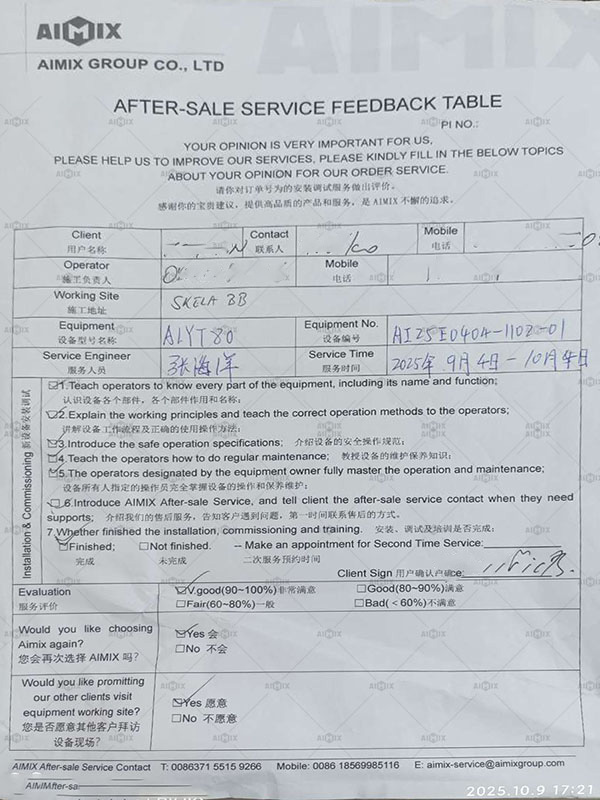 AIMIX
AIMIX GROUP CO., LTD
AFTER-SALE SERVICE FEEDBACK TABLE
PI NO.:
YOUR OPINION IS VERY IMPORTANT FOR US,
PLEASE HELP US TO IMPROVE OUR SERVICES, PLEASE KINDLY FILL IN THE BELOW TOPICS
ABOUT YOUR OPINION FOR OUR ORDER SERVICE.
请你对订单号为的安装调试服务做出评价。
感谢你的宝贵建议，提供高品质的产品和服务，是 AIMIX 不懈的追求。
Client Contact Mobile
用户名称 联系人 电话
Operator Mobile
施工负责人 电话
Working Site SKELA BB
施工地址
Equipment ALYT80 Equipment No. AI25E040A-1102-01
设备型号名称 设备编号
Service Engineer 张海洋 Service Time 2025年 9月4日-10月 日
服务人员 服务时间
Installation & Commissioning 新设备安装调试
1.Teach operators to know every part of the equipment, including its name and function;
认识设备各个部件，各个部件作用和名称;
2.Explain the working principles and teach the correct operation methods to the operators;
讲解设备工作流程及正确的使用操作方法;
3.Introduce the safe operation specifications; 介绍设备的安全操作规范;
4.Teach the operators how to do regular maintenance; 教授设备的维护保养知识;
5.The operators designated by the equipment owner fully master the operation and maintenance;
设备所有人指定的操作员完全掌握设备的操作和保养维护;
6.Introduce AIMIX After-sale Service, and tell client the after-sale service contact when they need
supports; 介绍我们的售后服务，告知客户遇到问题，第一时间联系售后的方式。
7.Whether finished the installation, commissioning and training. 安装、调试及培训是否完成:
☑Finished; ☐Not finished. -- Make an appointment for Second Time Service:
完成 未完成 二次服务预约时间
Client Sign 用户确认户确认:
Evaluation ☑V.good(90~100%)非常满意 ☐Good(80~90%)满意
服务评价 ☐Fair(60~80%)一般 ☐Bad(<60%)不满意
Would you like choosing
Aimix again?
您会再次选择 AIMIX 吗?
☑Yes 会
☐No 不会
Would you like promitting
our other clients visit
equipment working site?
您是否愿意其他客户拜访
设备现场?
☑Yes 愿意
☐No 不愿意
AIMIX After-sale Service Contact T: 0086371 5515 9266 Mobile: 0086 18569985116 E: aimix-service@aimixgroup.com
2025.10.9 17:21